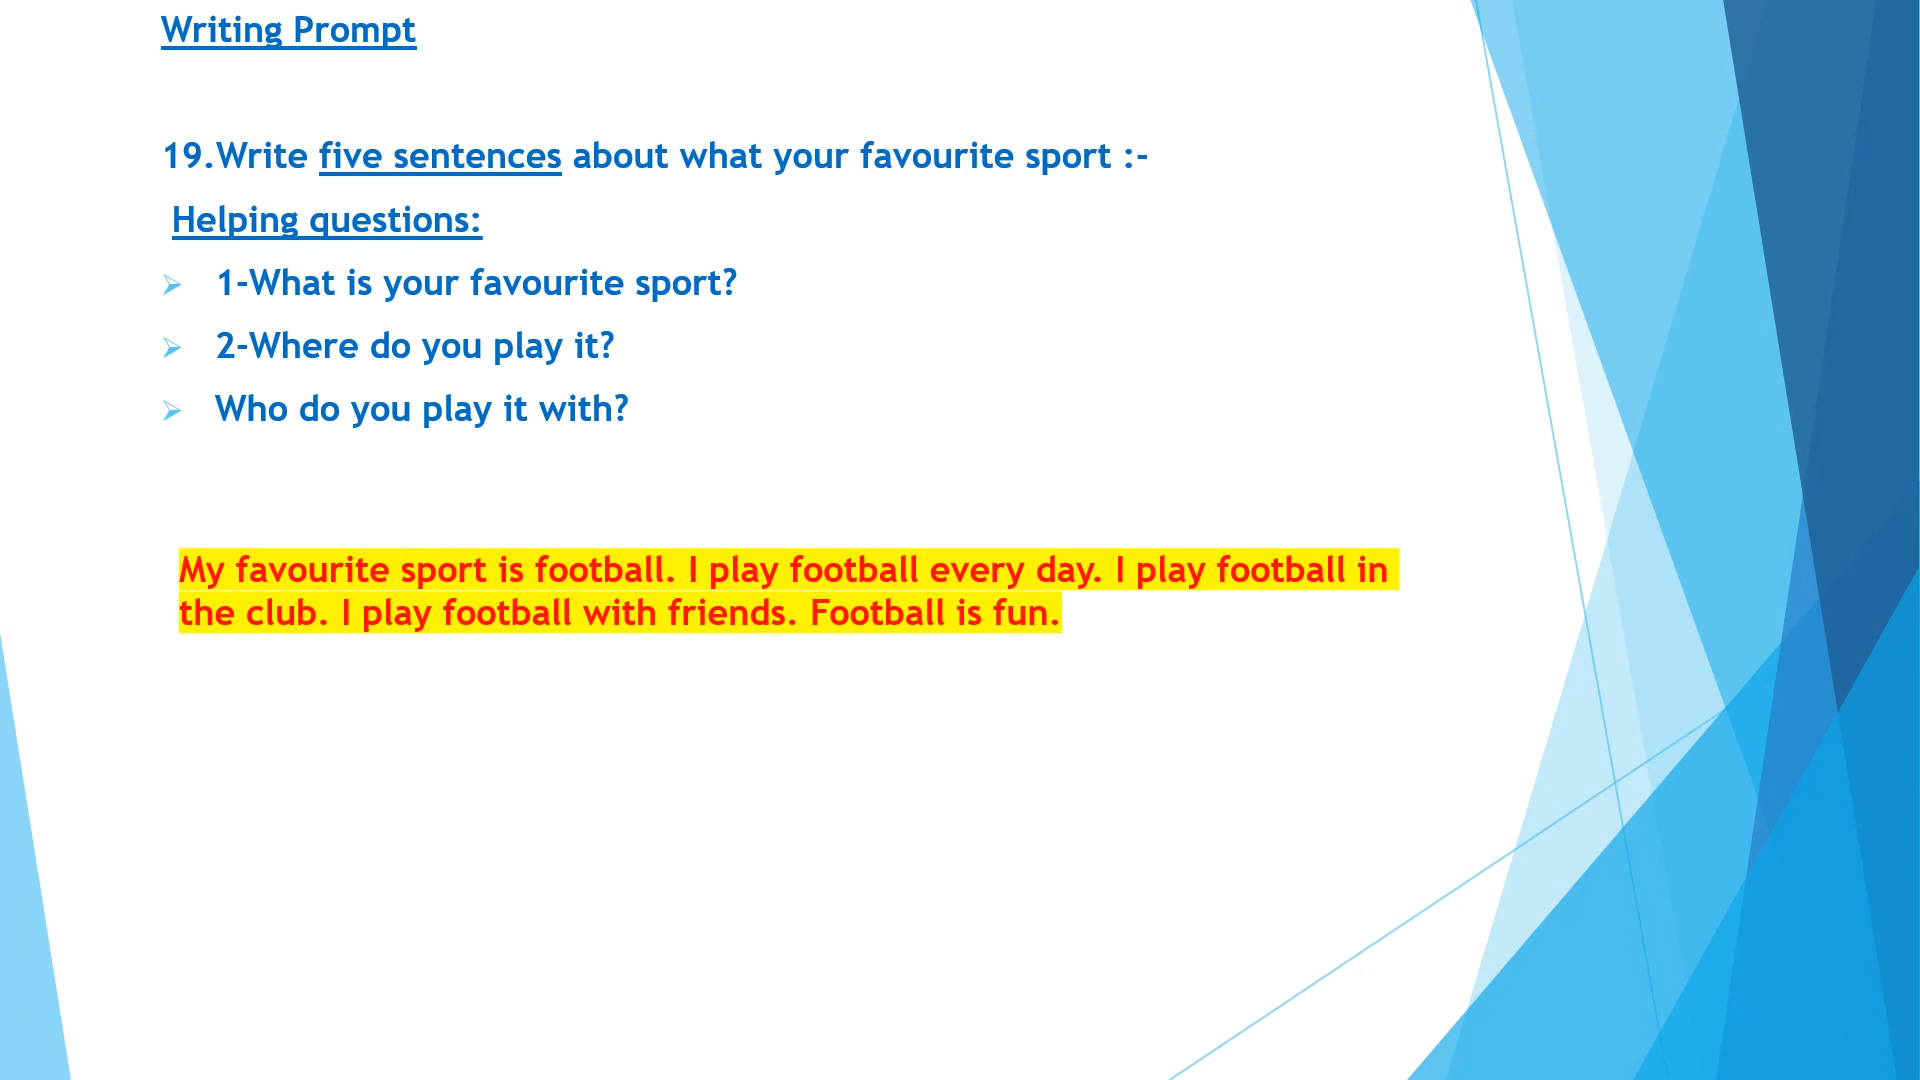 Writing Prompt
19.Write five sentences about what your favourite sport :-
Helping questions:
1-What is your favourite sport?
2-Where do you play it?
Who do you play it with?
My favourite sport is football. I play football every day. I play football in
the club. I play football with friends. Football is fun.